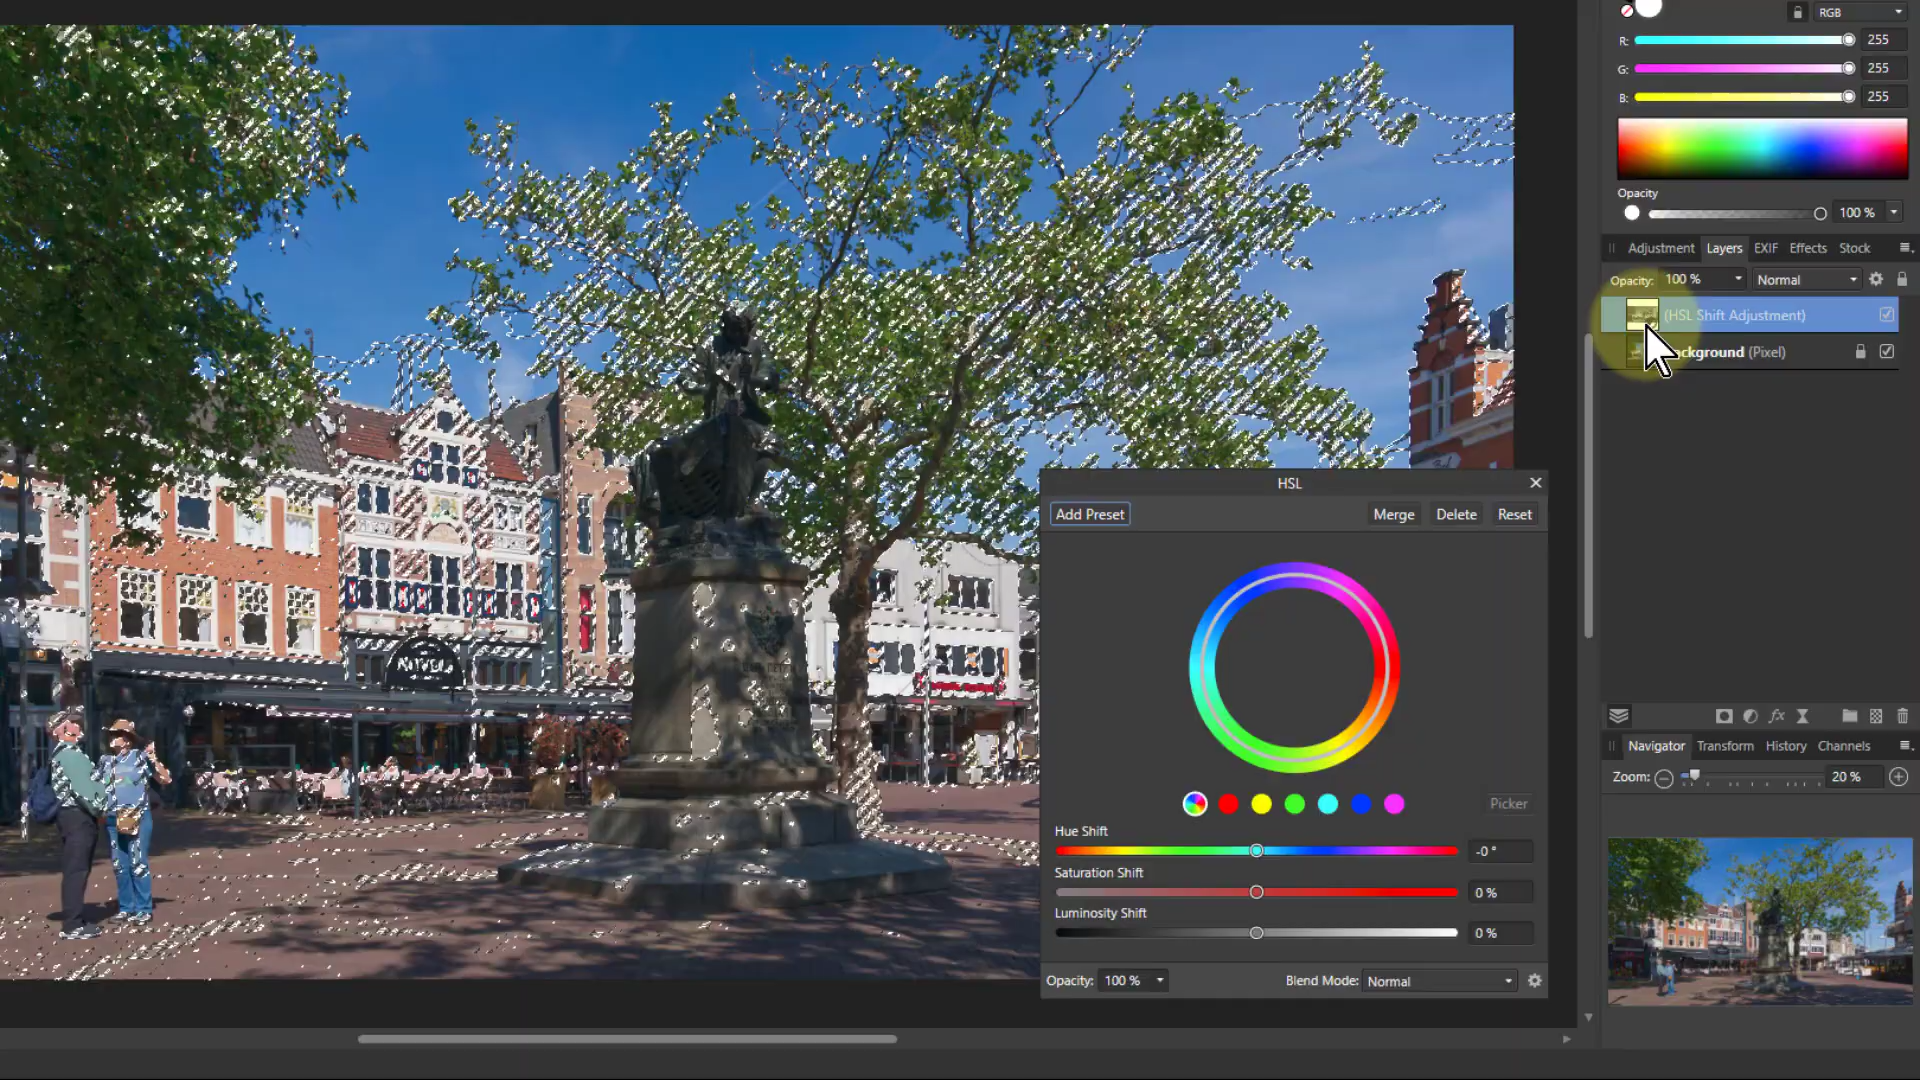 RGB
R: 255
G: 255
B: 255
Opacity
100 %
Adjustment Layers EXIF Effects Stock
Opacity: 100 % Normal
(HSL Shift Adjustment)
ckground (Pixel)
HSL
Add Preset Merge Delete Reset
Picker
Hue Shift
-0 °
Saturation Shift
0 %
Luminosity Shift
0 %
Opacity: 100 % Blend Mode: Normal
Navigator Transform History Channels
Zoom: 20 %